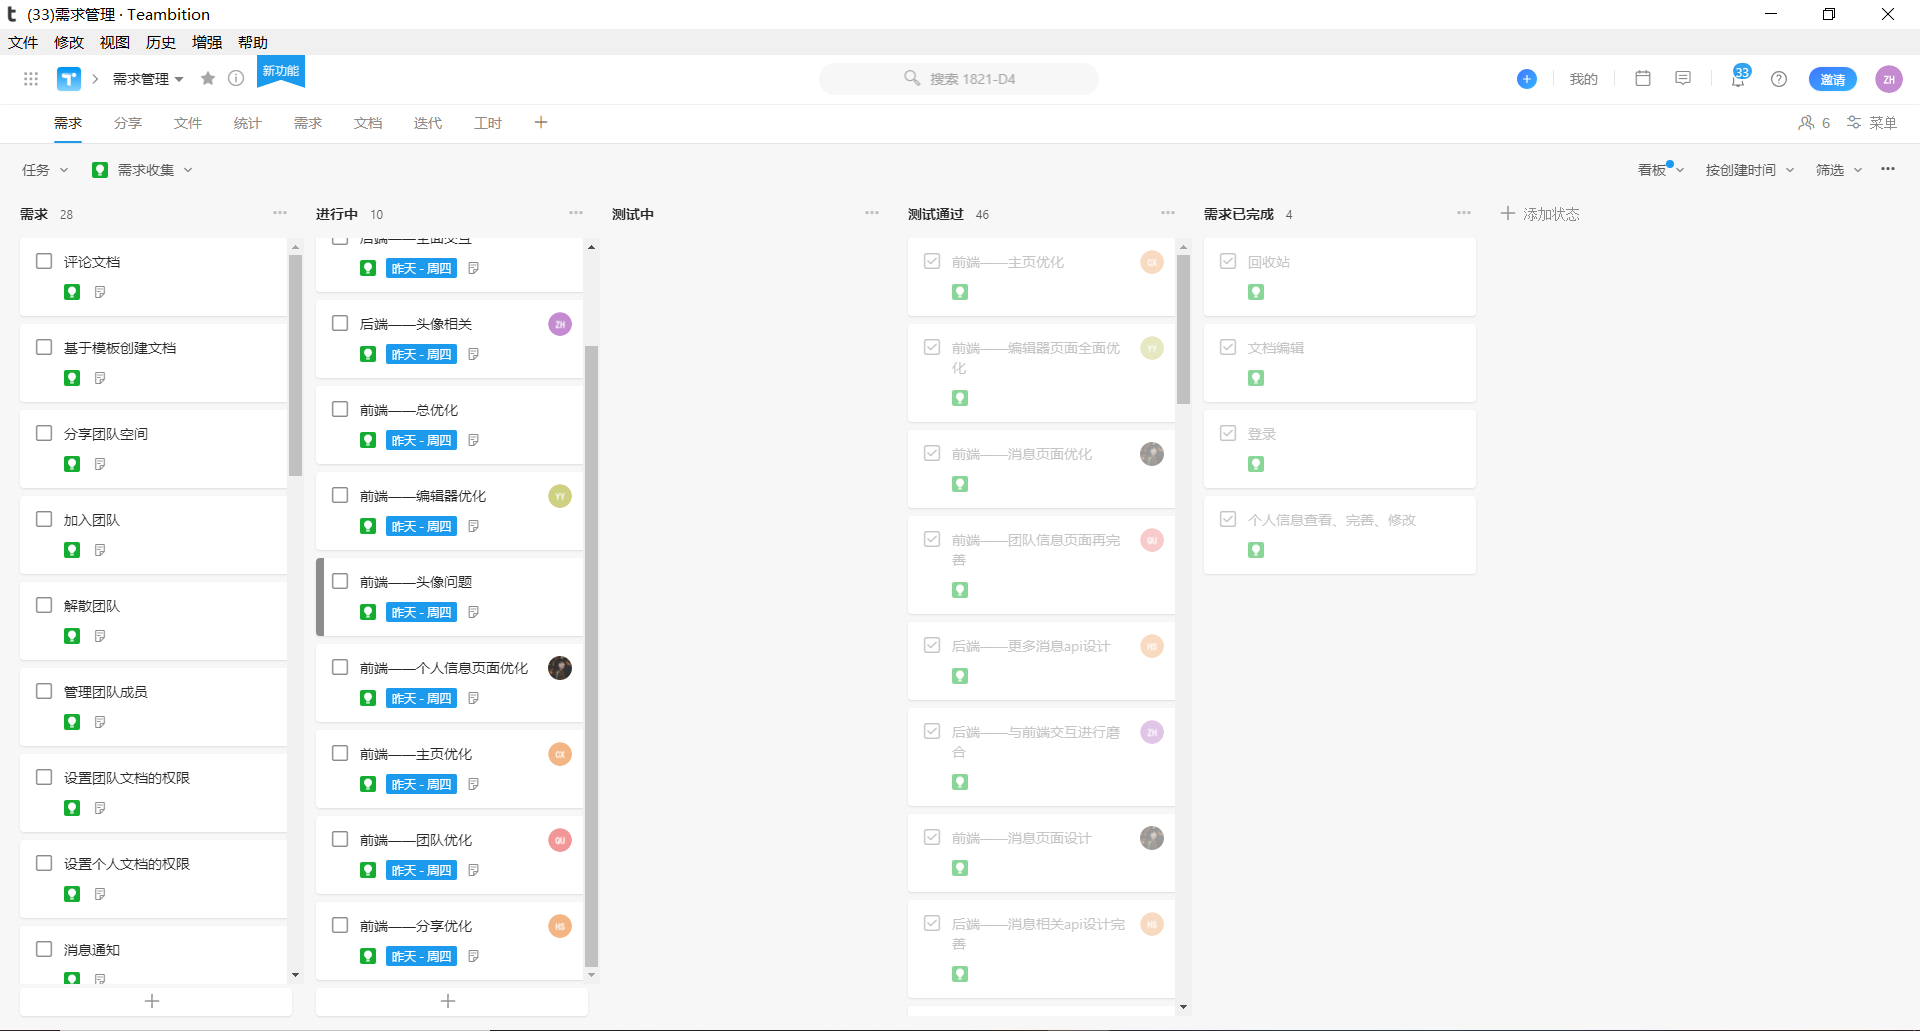 (33)需求管理 · Teambition
文件 修改 视图 历史 增强 帮助
需求管理
新功能
搜索 1821-D4
我的
33
邀请
ZH
需求 分享 文件 统计 需求 文档 迭代 工时
6
菜单
任务
需求收集
看板
按创建时间
筛选
需求 28
评论文档
基于模板创建文档
分享团队空间
加入团队
解散团队
管理团队成员
设置团队文档的权限
设置个人文档的权限
消息通知
进行中 10
昨天 - 周四
后端——头像相关
ZH
昨天 - 周四
前端——总优化
昨天 - 周四
前端——编辑器优化
YY
昨天 - 周四
前端——头像问题
昨天 - 周四
前端——个人信息页面优化
昨天 - 周四
前端——主页优化
CX
昨天 - 周四
前端——团队优化
QU
昨天 - 周四
前端——分享优化
HS
昨天 - 周四
测试中
测试通过 46
前端——主页优化
CX
前端——编辑器页面全面优
化
YY
前端——消息页面优化
前端——团队信息页面再完
善
QU
后端——更多消息api设计
HS
后端——与前端交互进行磨
合
ZH
前端——消息页面设计
后端——消息相关api设计完
善
HS
需求已完成 4
回收站
文档编辑
登录
个人信息查看、完善、修改
添加状态